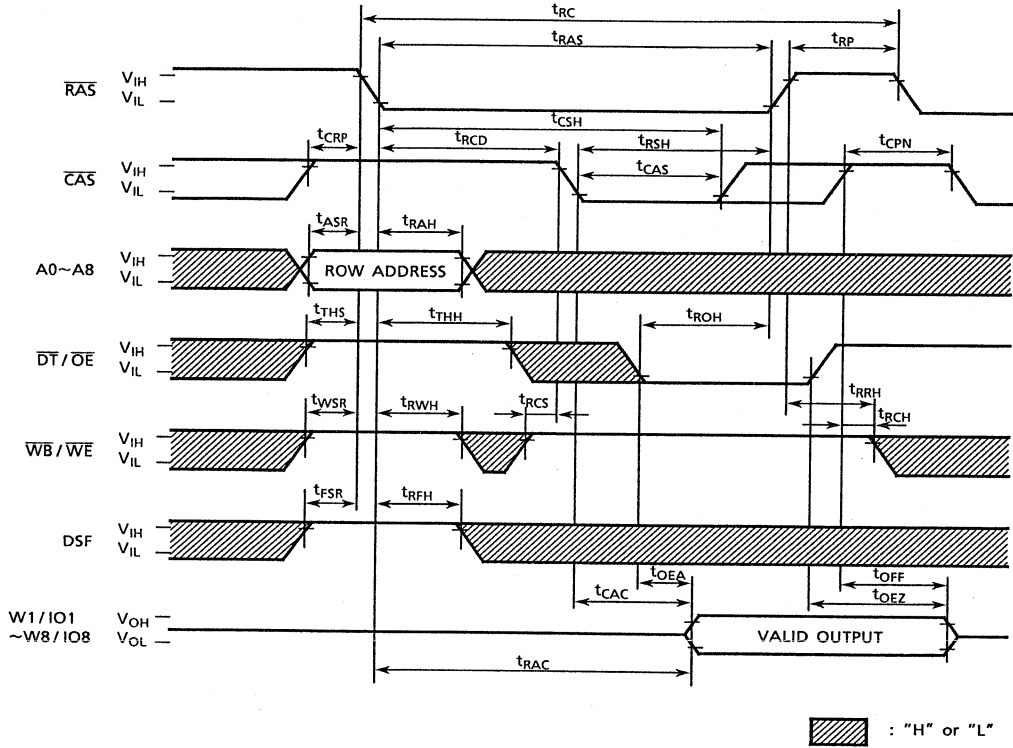 tRC
tRAS
tRP
RAS
VIH
VIL
tCSH
tCRP
tRCD
tRSH
tCPN
CAS
VIH
VIL
tCAS
tASR
tRAH
A0~A8
VIH
VIL
ROW ADDRESS
tTHS
tTHH
tROH
DT/OE
VIH
VIL
tWSR
tRWH
tRCS
tRRH
tRCH
WB/WE
VIH
VIL
tFSR
tRFH
DSF
VIH
VIL
tOEA
tOFF
tCAC
tOEZ
W1/IO1
~W8/IO8
VOH
VOL
VALID OUTPUT
tRAC
: "H" or "L"